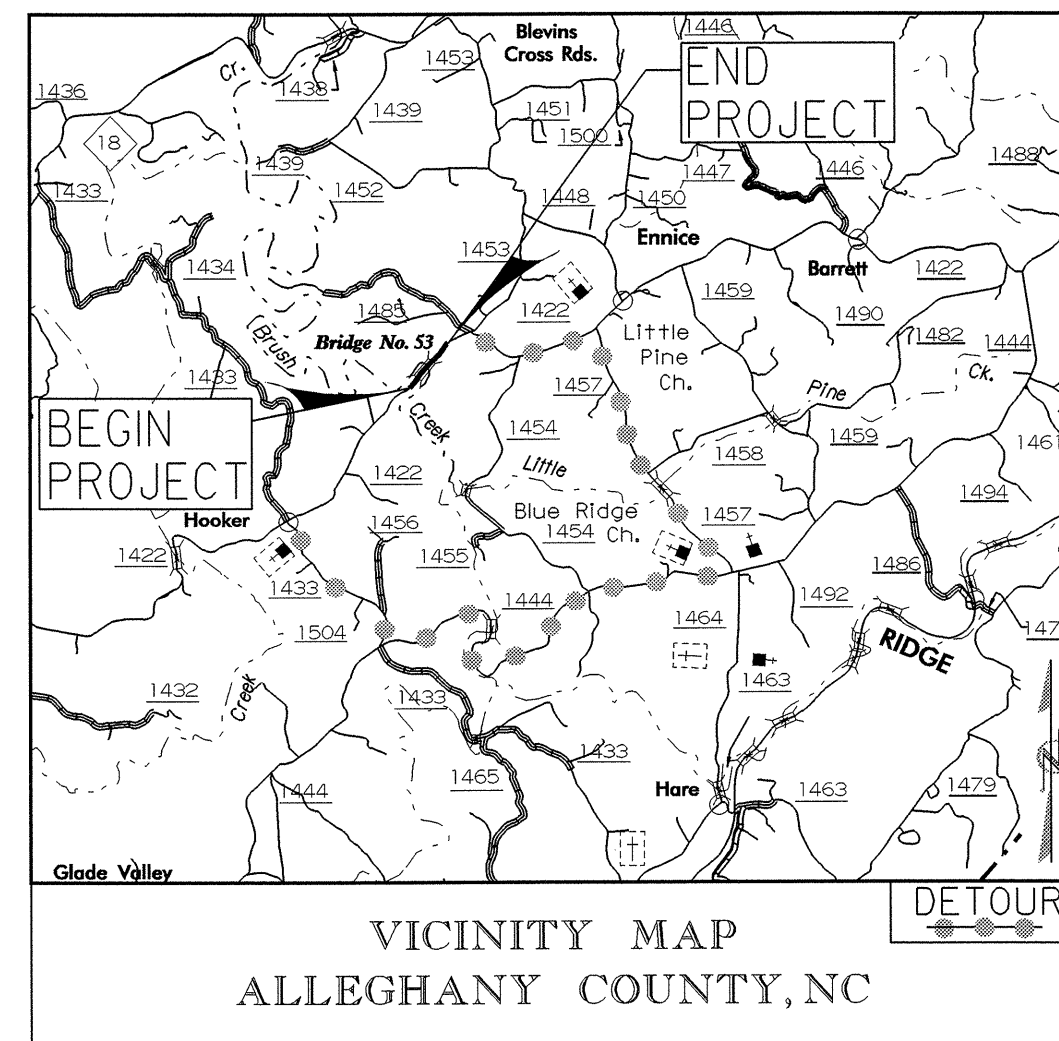 1446
Blevins
Cross Rds.
END
PROJECT
1453
Cr.
1438
1436
1439
1451
1500
18
1488
1439
1447
1446
1433
1452
1448
1450
Ennice
1453
Barrett
1422
1434
1459
1485
1422
1490
Little
Pine
Ch.
1482
1444
Brush
Bridge No. 53
1433
1457
Pine
Ck.
BEGIN
PROJECT
Creek
1454
1459
1461
1458
Little
1422
1494
Hooker
1456
Blue Ridge
Ch.
1454
1457
1422
1455
1486
1433
1444
1492
1504
1464
147
RIDGE
1432
Creek
1433
1463
1433
1465
1444
Hare
1463
1479
Glade Valley
N
DETOUR
VICINITY MAP
ALLEGHANY COUNTY, NC